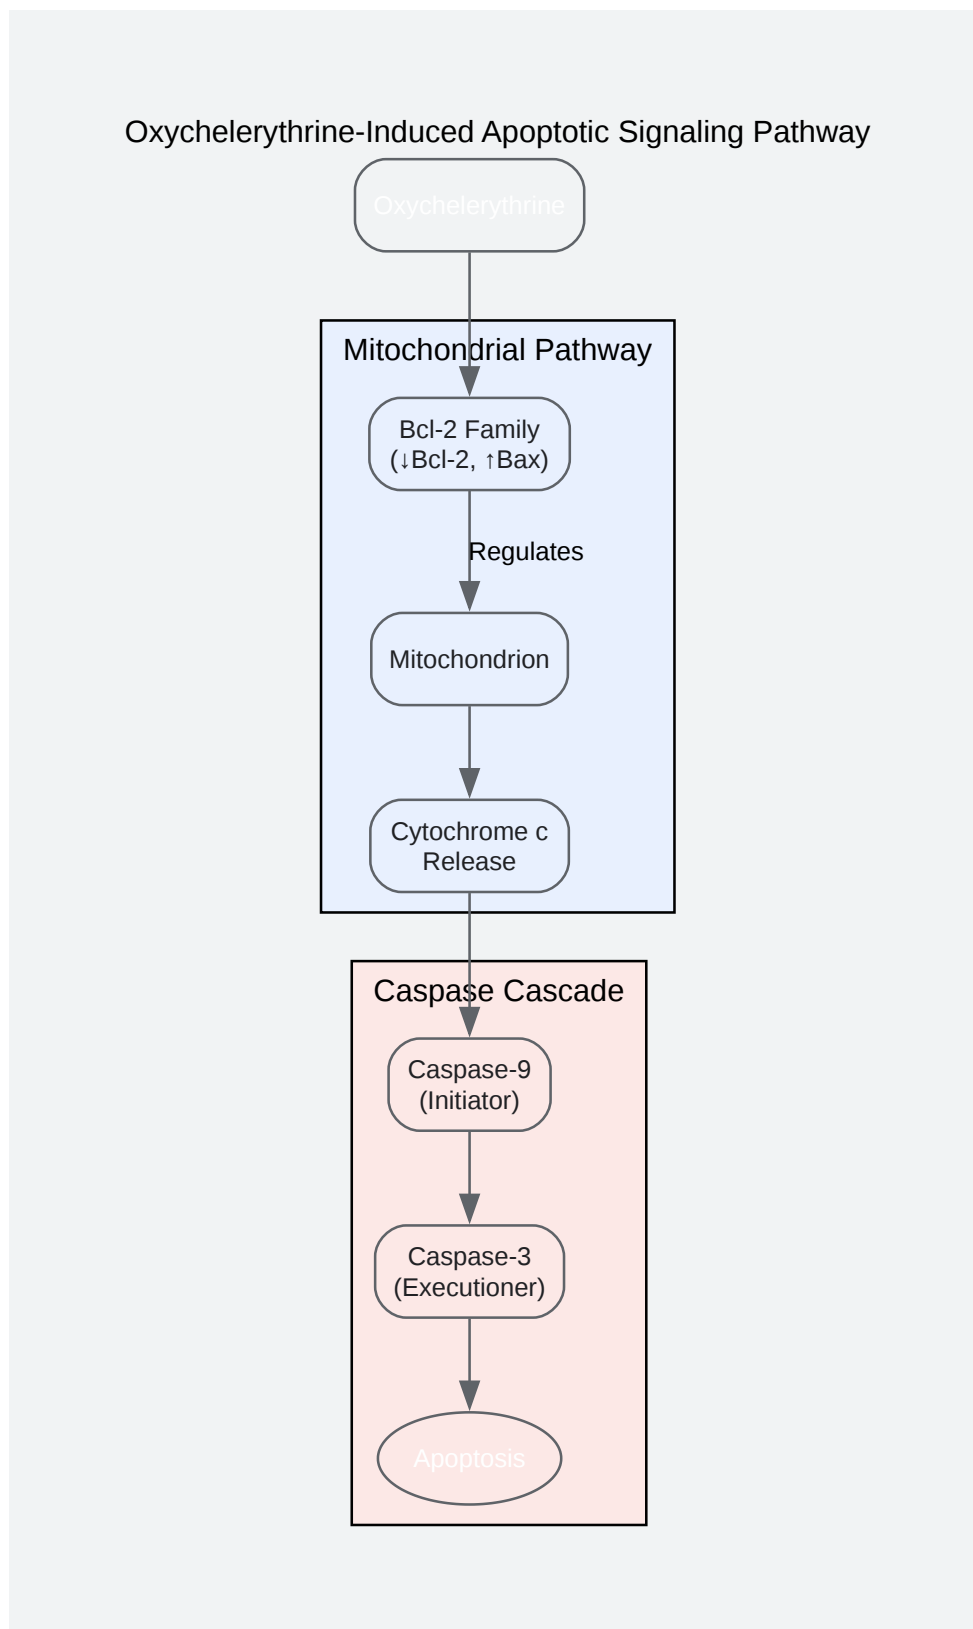 Oxychelerythrine-Induced Apoptotic Signaling Pathway
Oxychelerythrine
Mitochondrial Pathway
Bcl-2 Family
(↓Bcl-2, ↑Bax)
Regulates
Mitochondrion
Cytochrome c
Release
Caspase Cascade
Caspase-9
(Initiator)
Caspase-3
(Executioner)
Apoptosis